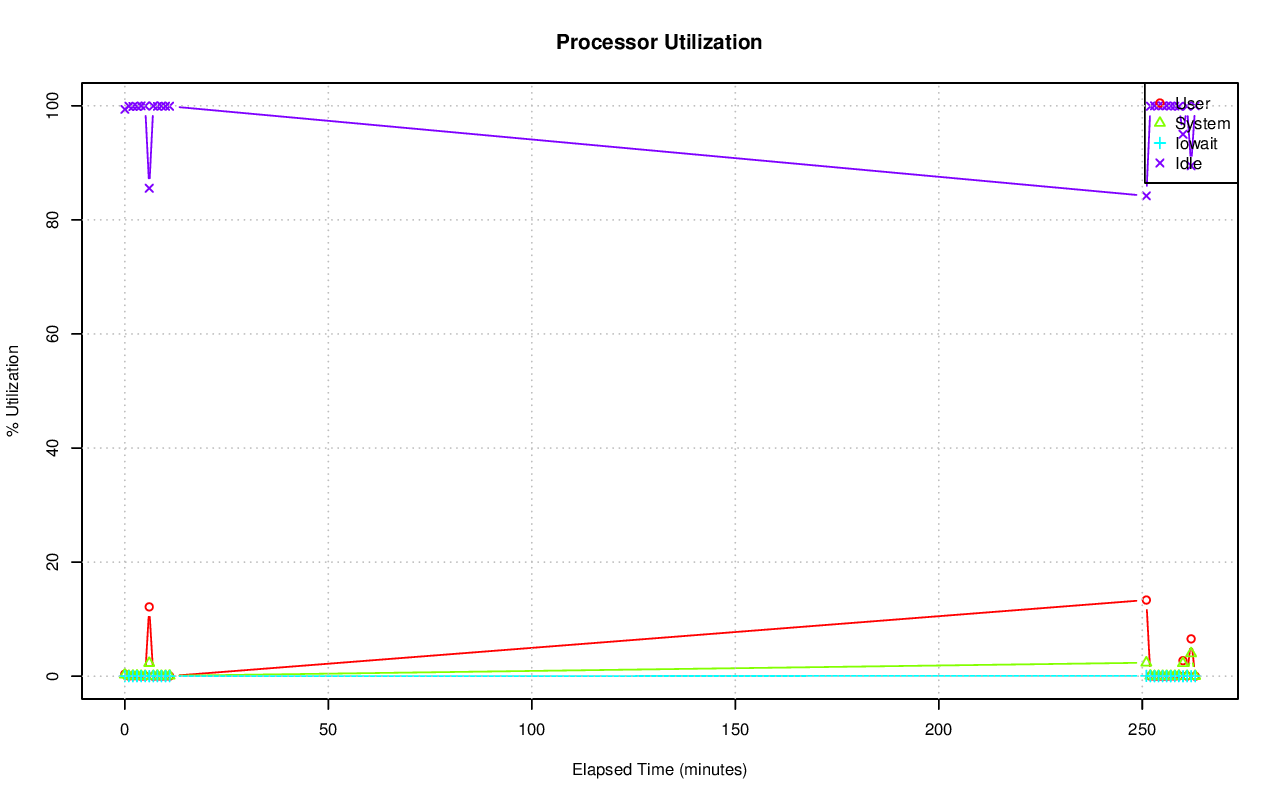 Processor Utilization
% Utilization
100
80
60
40
20
0
User
System
Iowait
Idle
0 50 100 150 200 250
Elapsed Time (minutes)